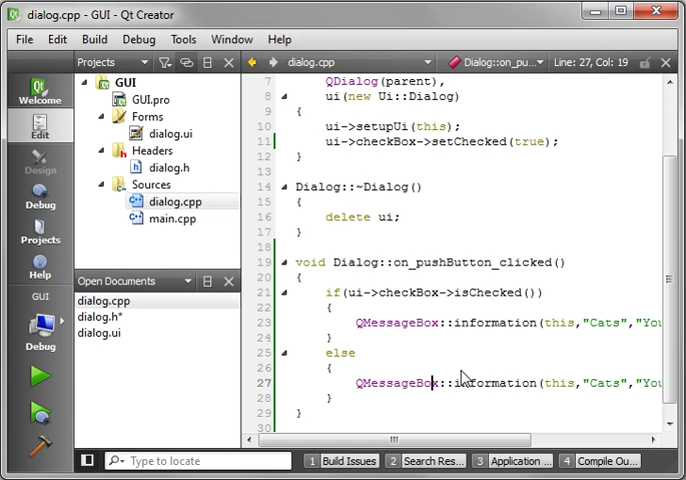 dialog.cpp - GUI - Qt Creator
File Edit Build Debug Tools Window Help
Projects
dialog.cpp
Dialog::on_pu...
Line: 27, Col: 19
Welcome
Edit
Design
Debug
Projects
Help
GUI
Debug
GUI
GUI.pro
Forms
dialog.ui
Headers
dialog.h
Sources
dialog.cpp
main.cpp
Open Documents
dialog.cpp
dialog.h*
dialog.ui
7 QDialog(parent),
8 ui(new Ui::Dialog)
9 {
10 ui->setupUi(this);
11 ui->checkBox->setChecked(true);
12 }
13
14 Dialog::~Dialog()
15 {
16 delete ui;
17 }
18
19 void Dialog::on_pushButton_clicked()
20 {
21 if(ui->checkBox->isChecked())
22 {
23 QMessageBox::information(this,"Cats","You
24 }
25 else
26 {
27 QMessageBox::information(this,"Cats","You
28 }
29 }
30
Type to locate
1 Build Issues
2 Search Res...
3 Application ...
4 Compile Ou...